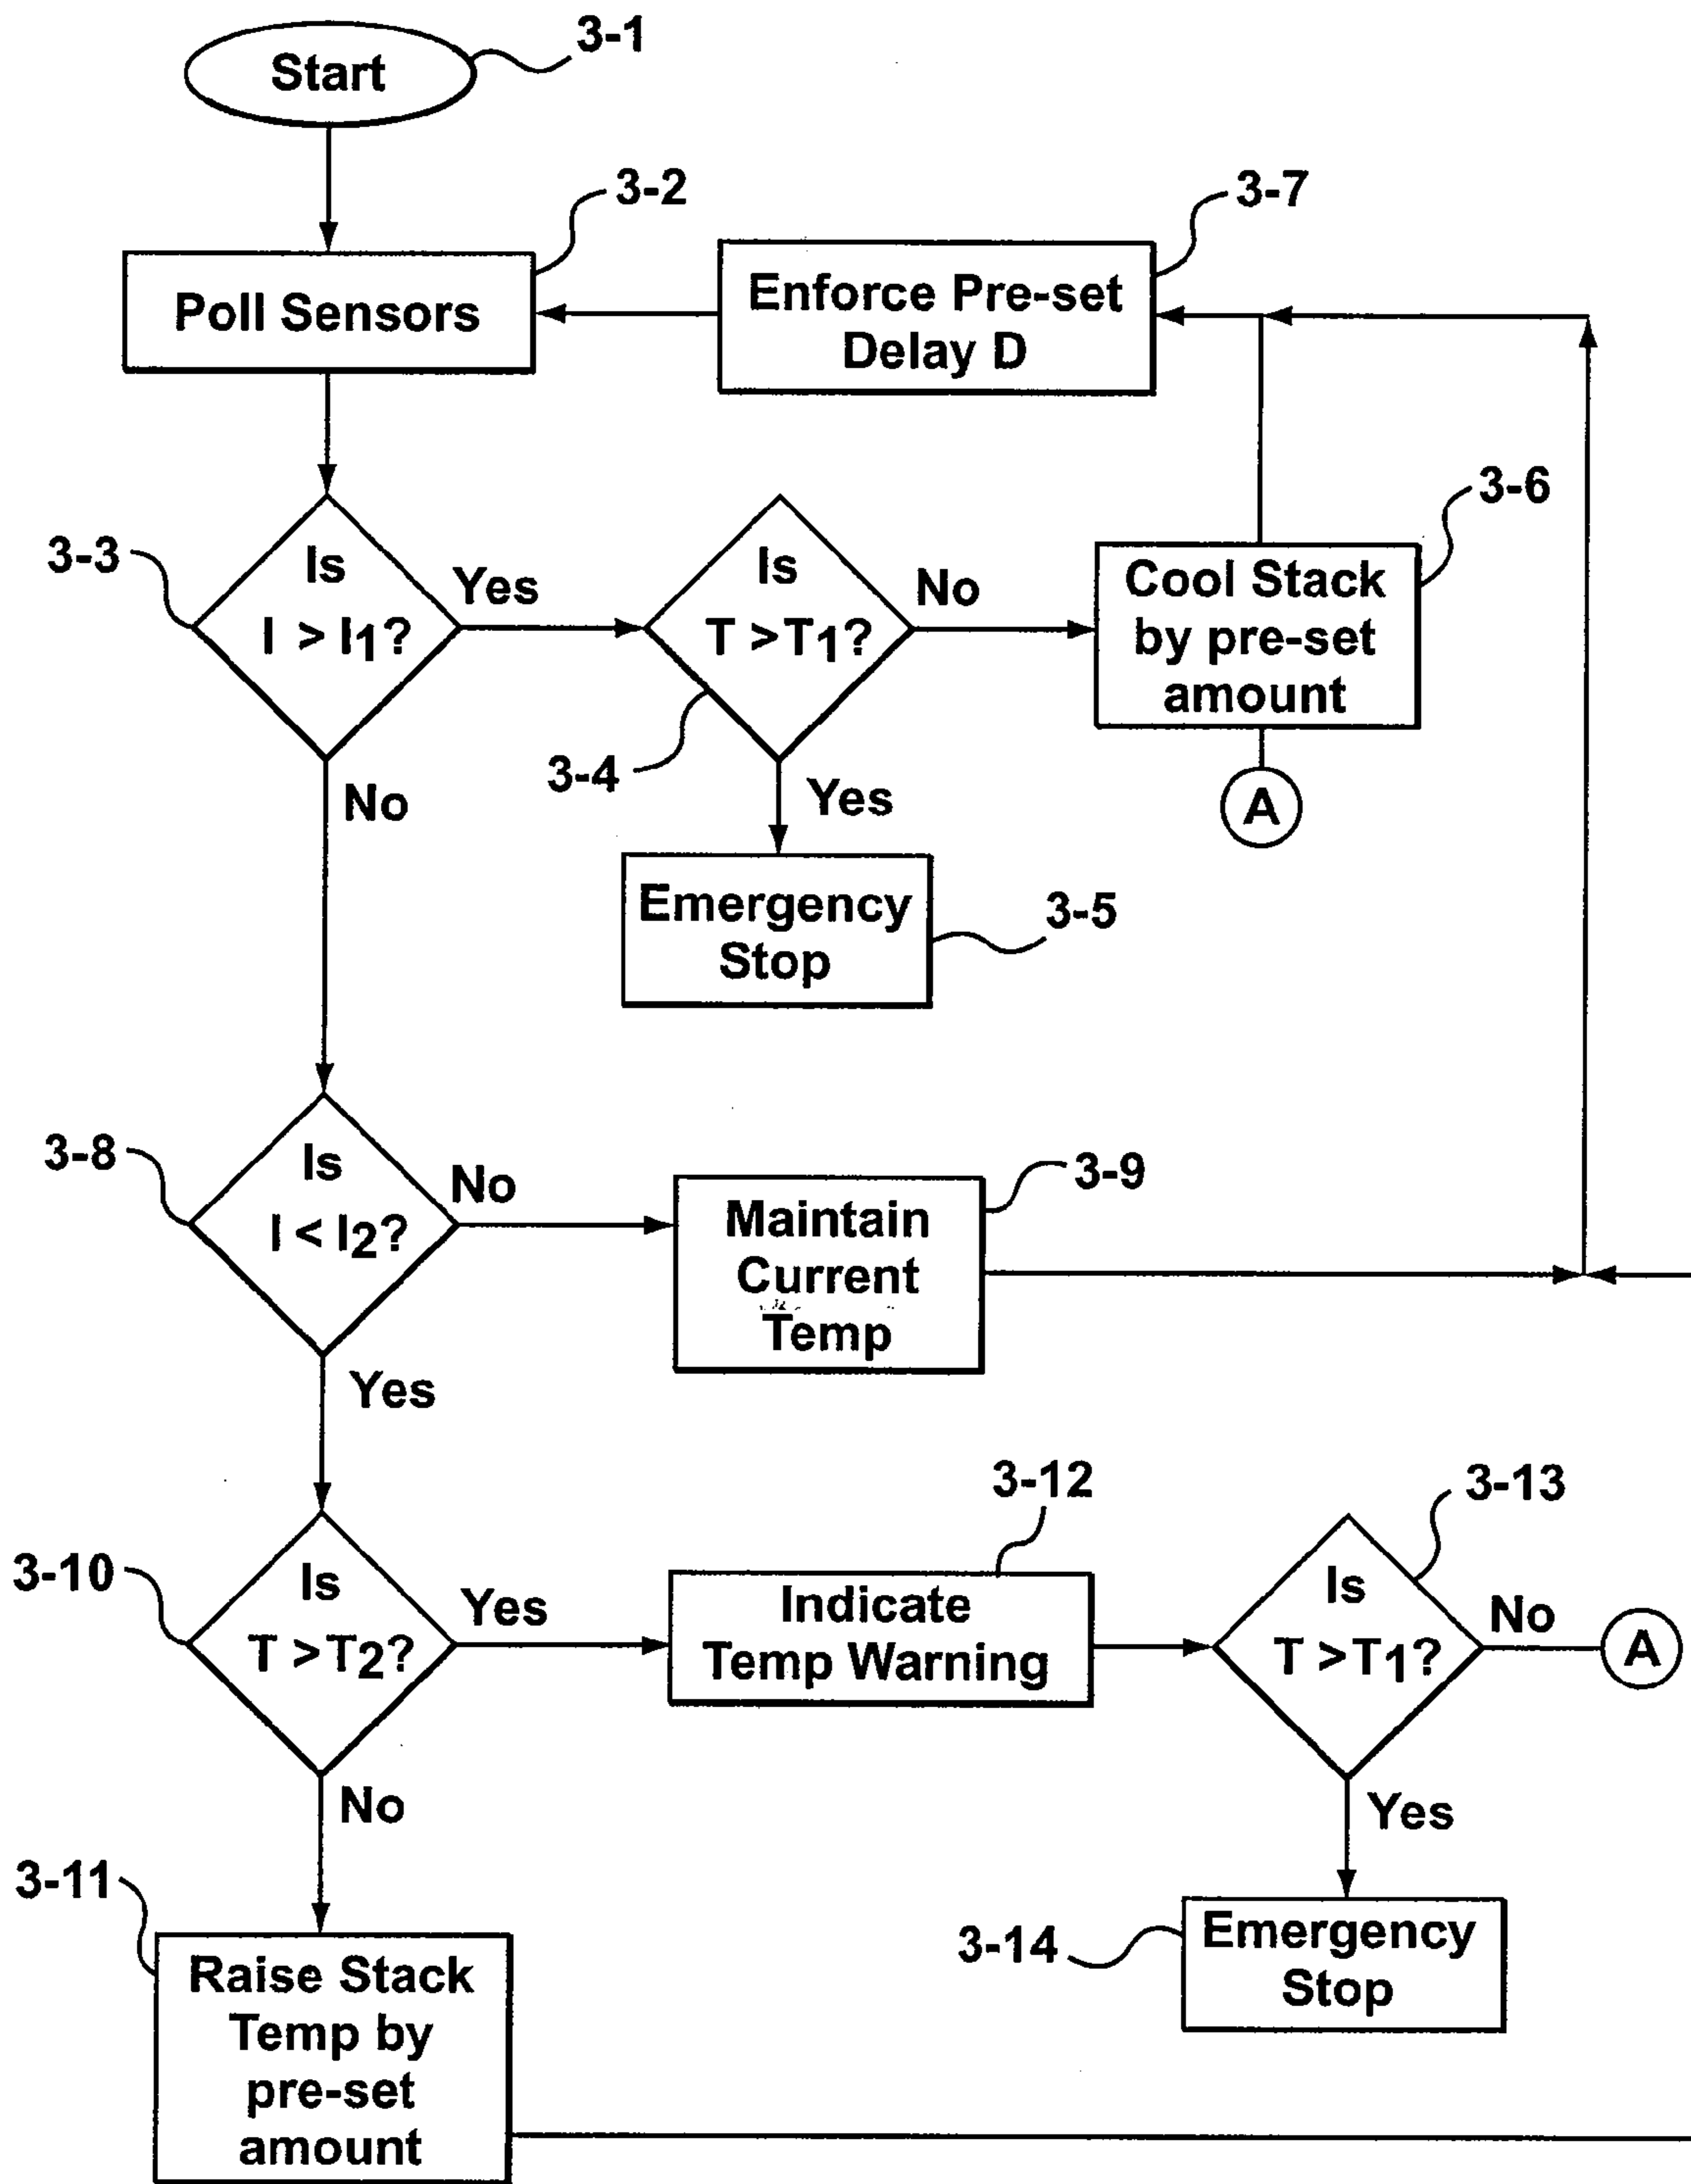 Start
3-1
Poll Sensors
3-2
Enforce Pre-set
Delay D
3-7
3-3
Is
I > I1?
Yes
No
3-4
Is
T > T1?
No
Yes
Cool Stack
by pre-set
amount
3-6
A
Emergency
Stop
3-5
3-8
Is
I < I2?
No
Yes
Maintain
Current
Temp
3-9
3-10
Is
T > T2?
Yes
No
Indicate
Temp Warning
3-12
3-13
Is
T > T1?
No
A
Yes
3-11
Raise Stack
Temp by
pre-set
amount
3-14
Emergency
Stop